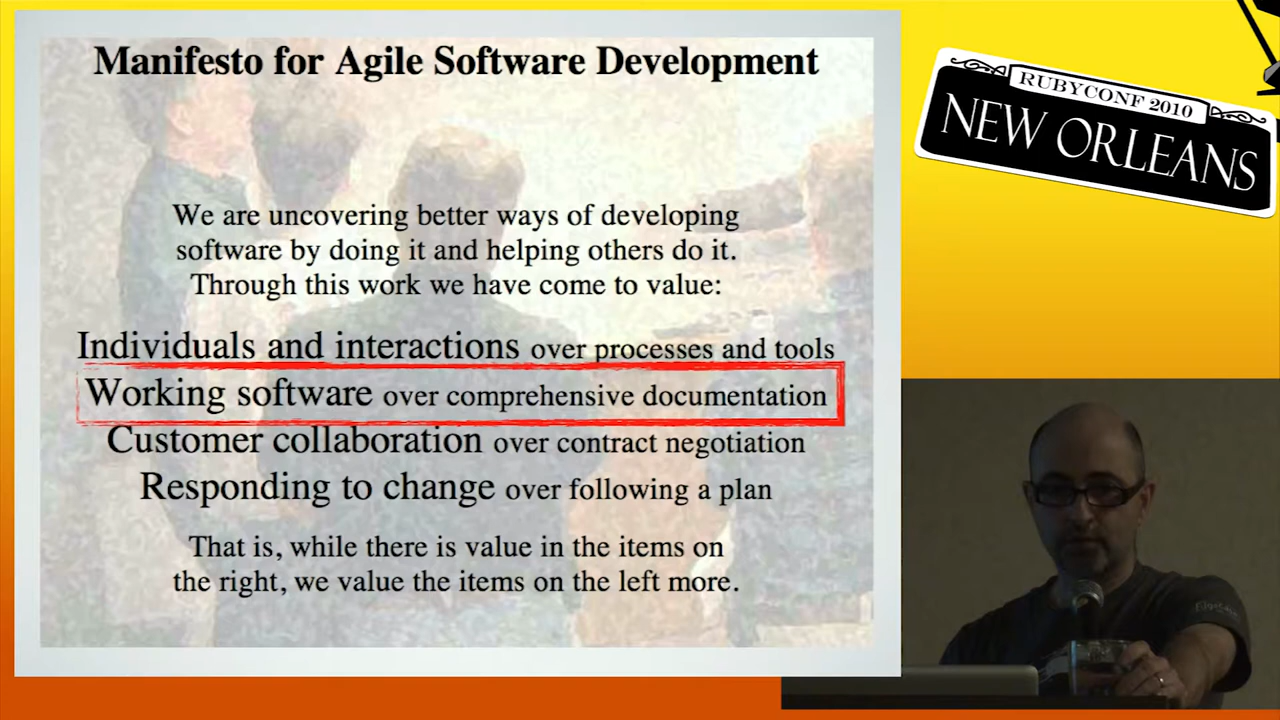 Manifesto for Agile Software Development
We are uncovering better ways of developing
software by doing it and helping others do it.
Through this work we have come to value:
Individuals and interactions over processes and tools
Working software over comprehensive documentation
Customer collaboration over contract negotiation
Responding to change over following a plan
That is, while there is value in the items on
the right, we value the items on the left more.
RUBYCONF 2010
NEW ORLEANS